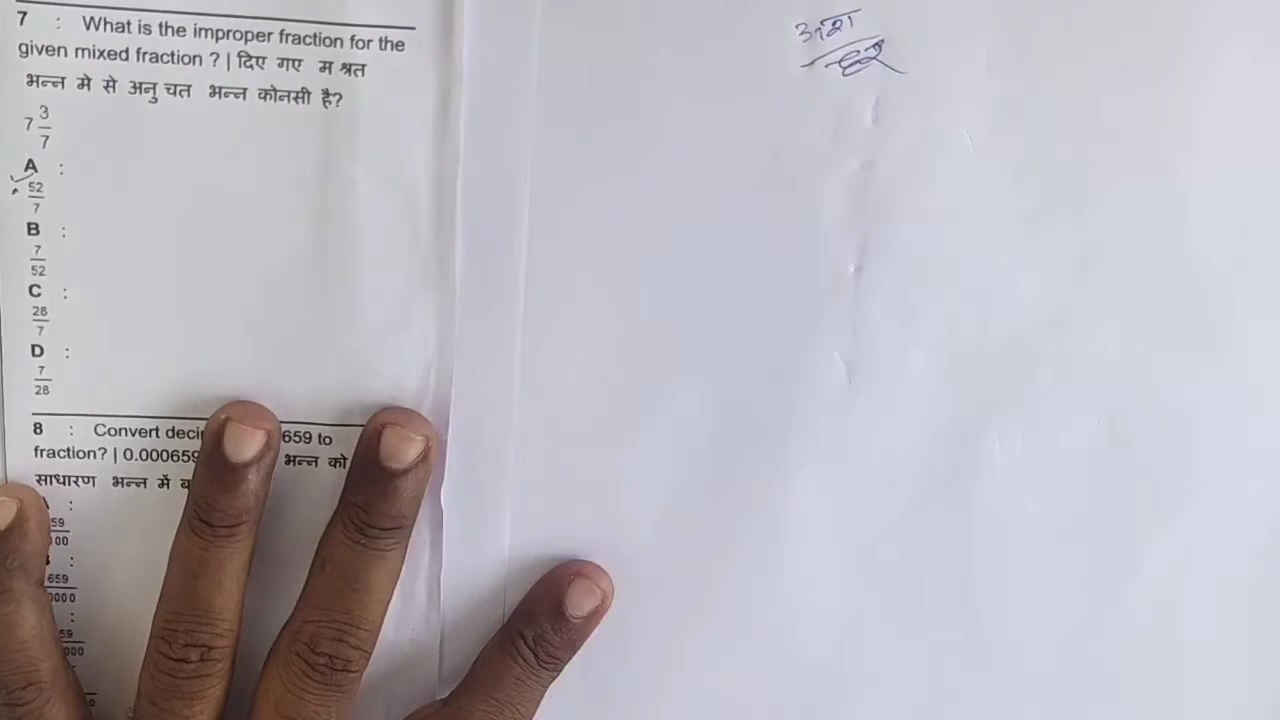 7 : What is the improper fraction for the
given mixed fraction ? | दिए गए म श्रत
भन्न मे से अनु चत भन्न कोनसी है?
7 3/7
A :
52/7
B :
7/52
C :
28/7
D :
7/28
8 : Convert 659 to
fraction? | 0.000659 भन्न को
साधारण भन्न में
अंश
हर